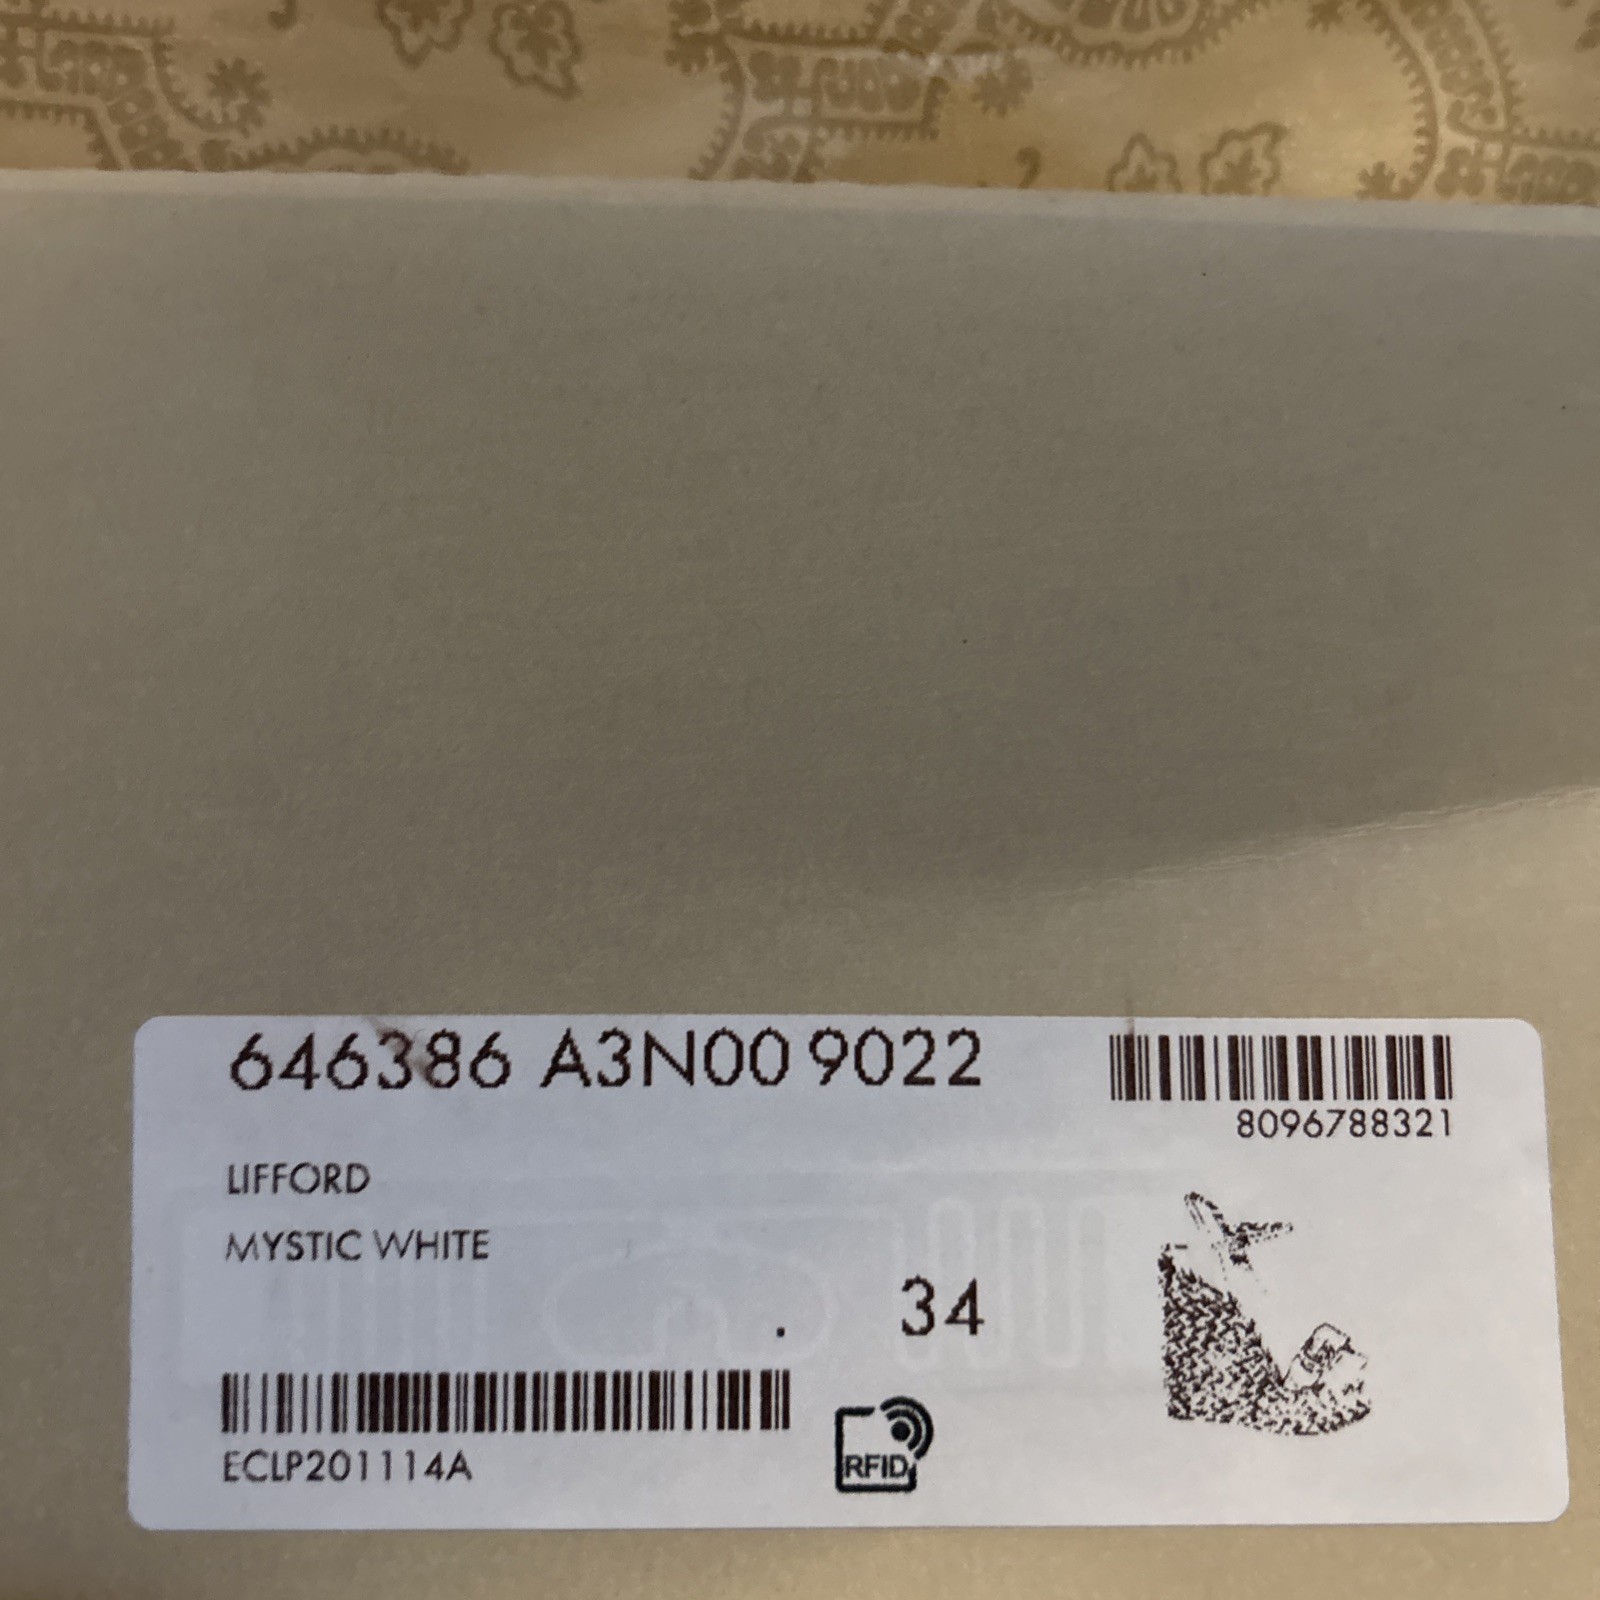 646386 A3N00 9022
8096788321
LIFFORD
MYSTIC WHITE
. 34
ECLP201114A
RFID